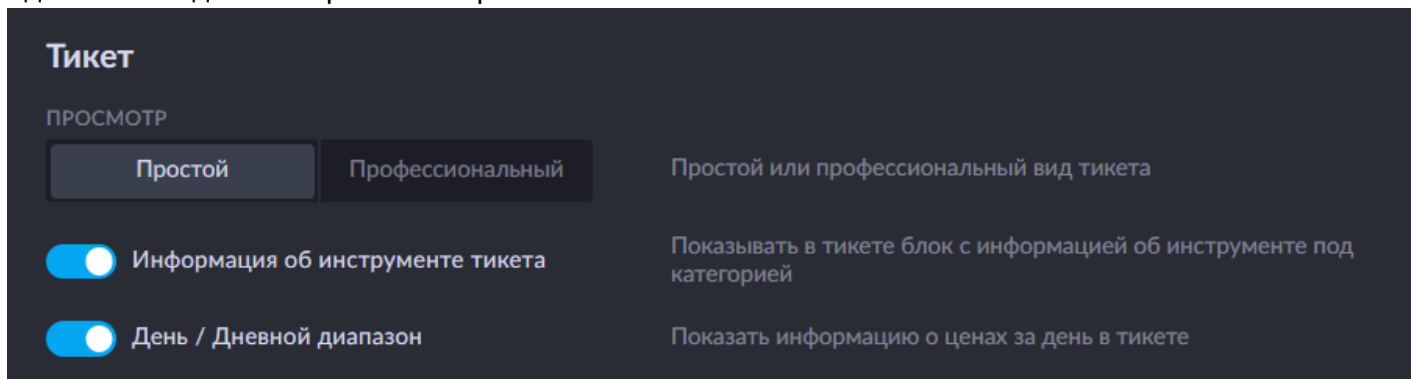 Тикет
ПРОСМОТР
Простой Профессиональный Простой или профессиональный вид тикета
Информация об инструменте тикета
Показывать в тикете блок с информацией об инструменте под
категорией
День / Дневной диапазон Показать информацию о ценах за день в тикете